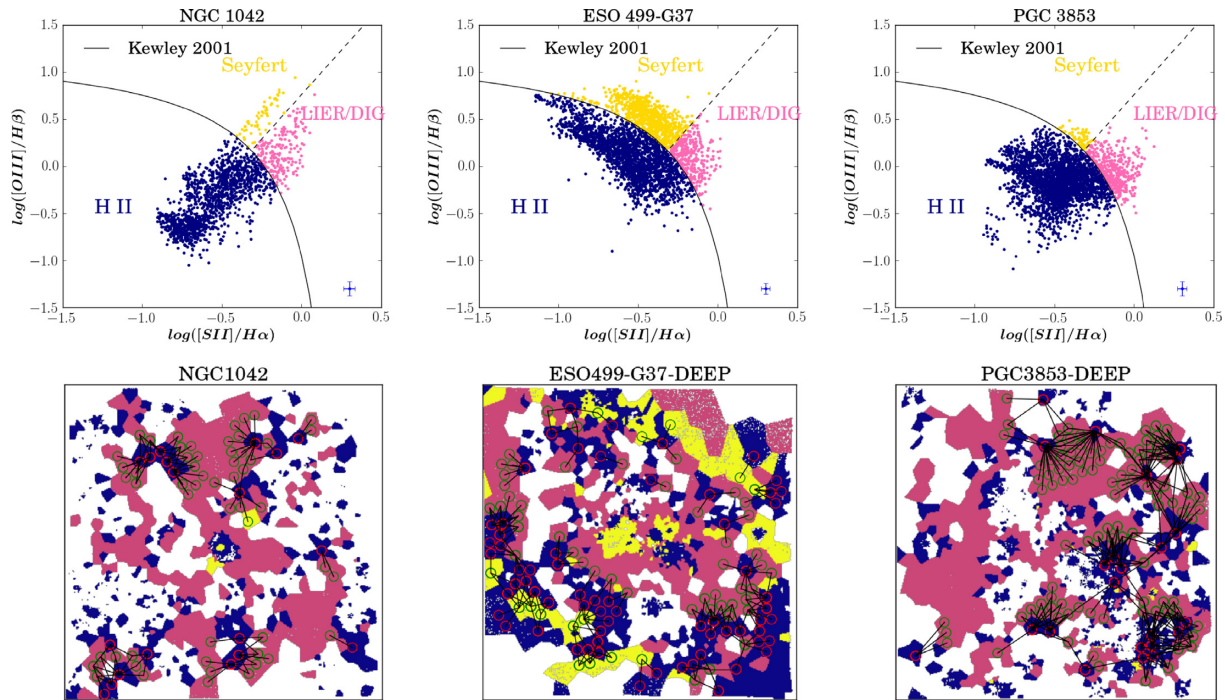 NGC 1042
ESO 499-G37
PGC 3853
1.5
1.0
0.5
0.0
−0.5
−1.0
−1.5
log([OIII]/Hβ)
Kewley 2001
Seyfert
LIER/DIG
H II
−1.5 −1.0 −0.5 0.0 0.5
log([SII]/Hα)
1.5
1.0
0.5
0.0
−0.5
−1.0
−1.5
log([OIII]/Hβ)
Kewley 2001
Seyfert
LIER/DIG
H II
−1.5 −1.0 −0.5 0.0 0.5
log([SII]/Hα)
1.5
1.0
0.5
0.0
−0.5
−1.0
−1.5
log([OIII]/Hβ)
Kewley 2001
Seyfert
LIER/DIG
H II
−1.5 −1.0 −0.5 0.0 0.5
log([SII]/Hα)
NGC1042
ESO499-G37-DEEP
PGC3853-DEEP